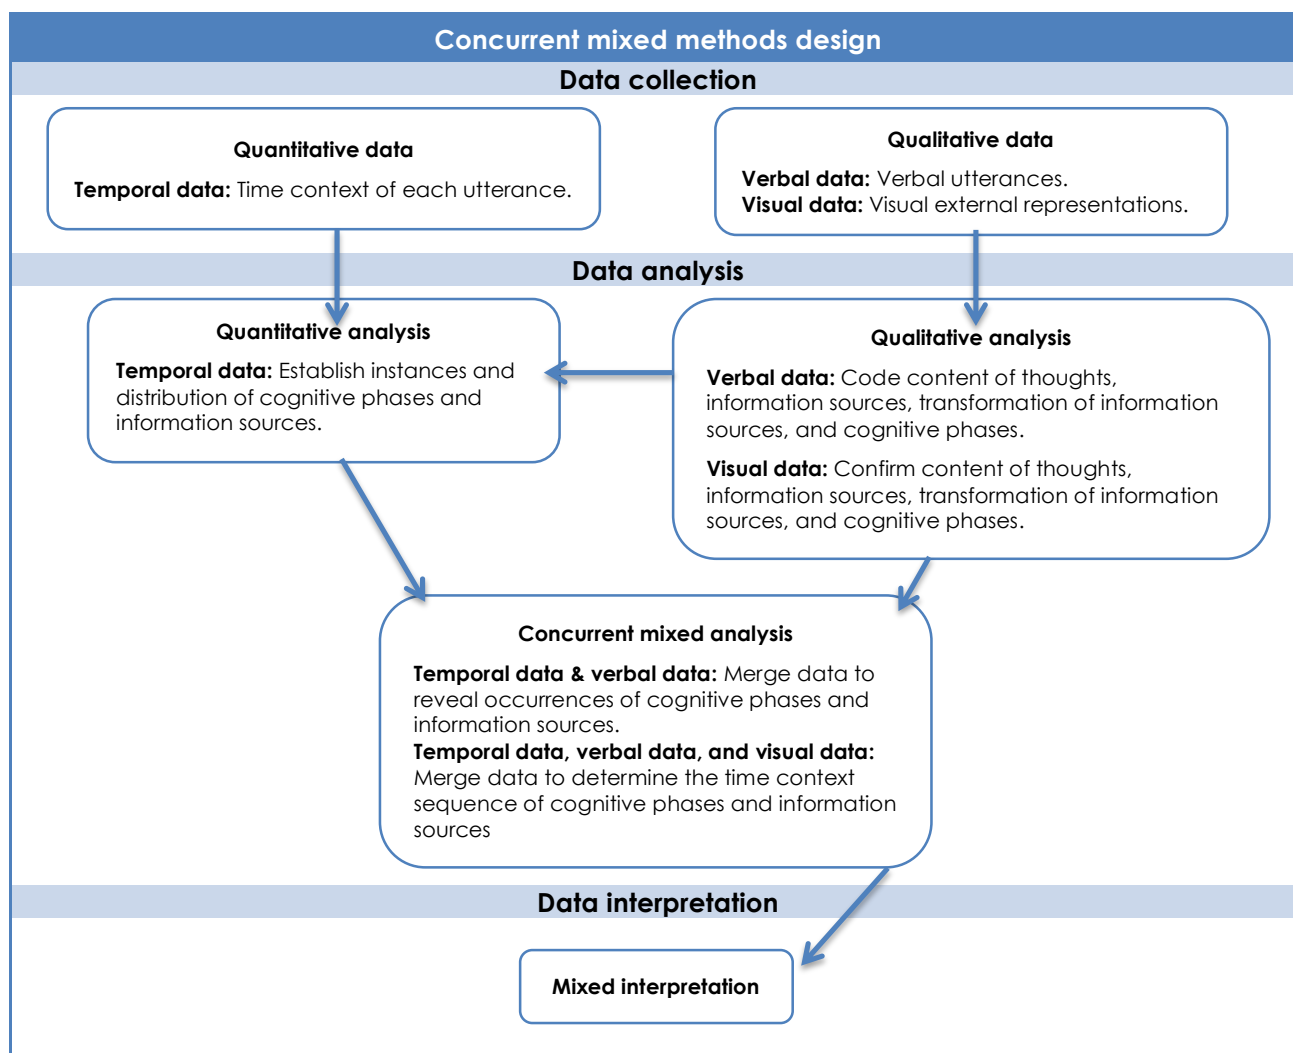 Concurrent mixed methods design
Data collection
Quantitative data
Temporal data: Time context of each utterance.
Qualitative data
Verbal data: Verbal utterances.
Visual data: Visual external representations.
Data analysis
Quantitative analysis
Temporal data: Establish instances and
distribution of cognitive phases and
information sources.
Qualitative analysis
Verbal data: Code content of thoughts,
information sources, transformation of information
sources, and cognitive phases.
Visual data: Confirm content of thoughts,
information sources, transformation of information
sources, and cognitive phases.
Concurrent mixed analysis
Temporal data & verbal data: Merge data to
reveal occurrences of cognitive phases and
information sources.
Temporal data, verbal data, and visual data:
Merge data to determine the time context
sequence of cognitive phases and information
sources
Data interpretation
Mixed interpretation